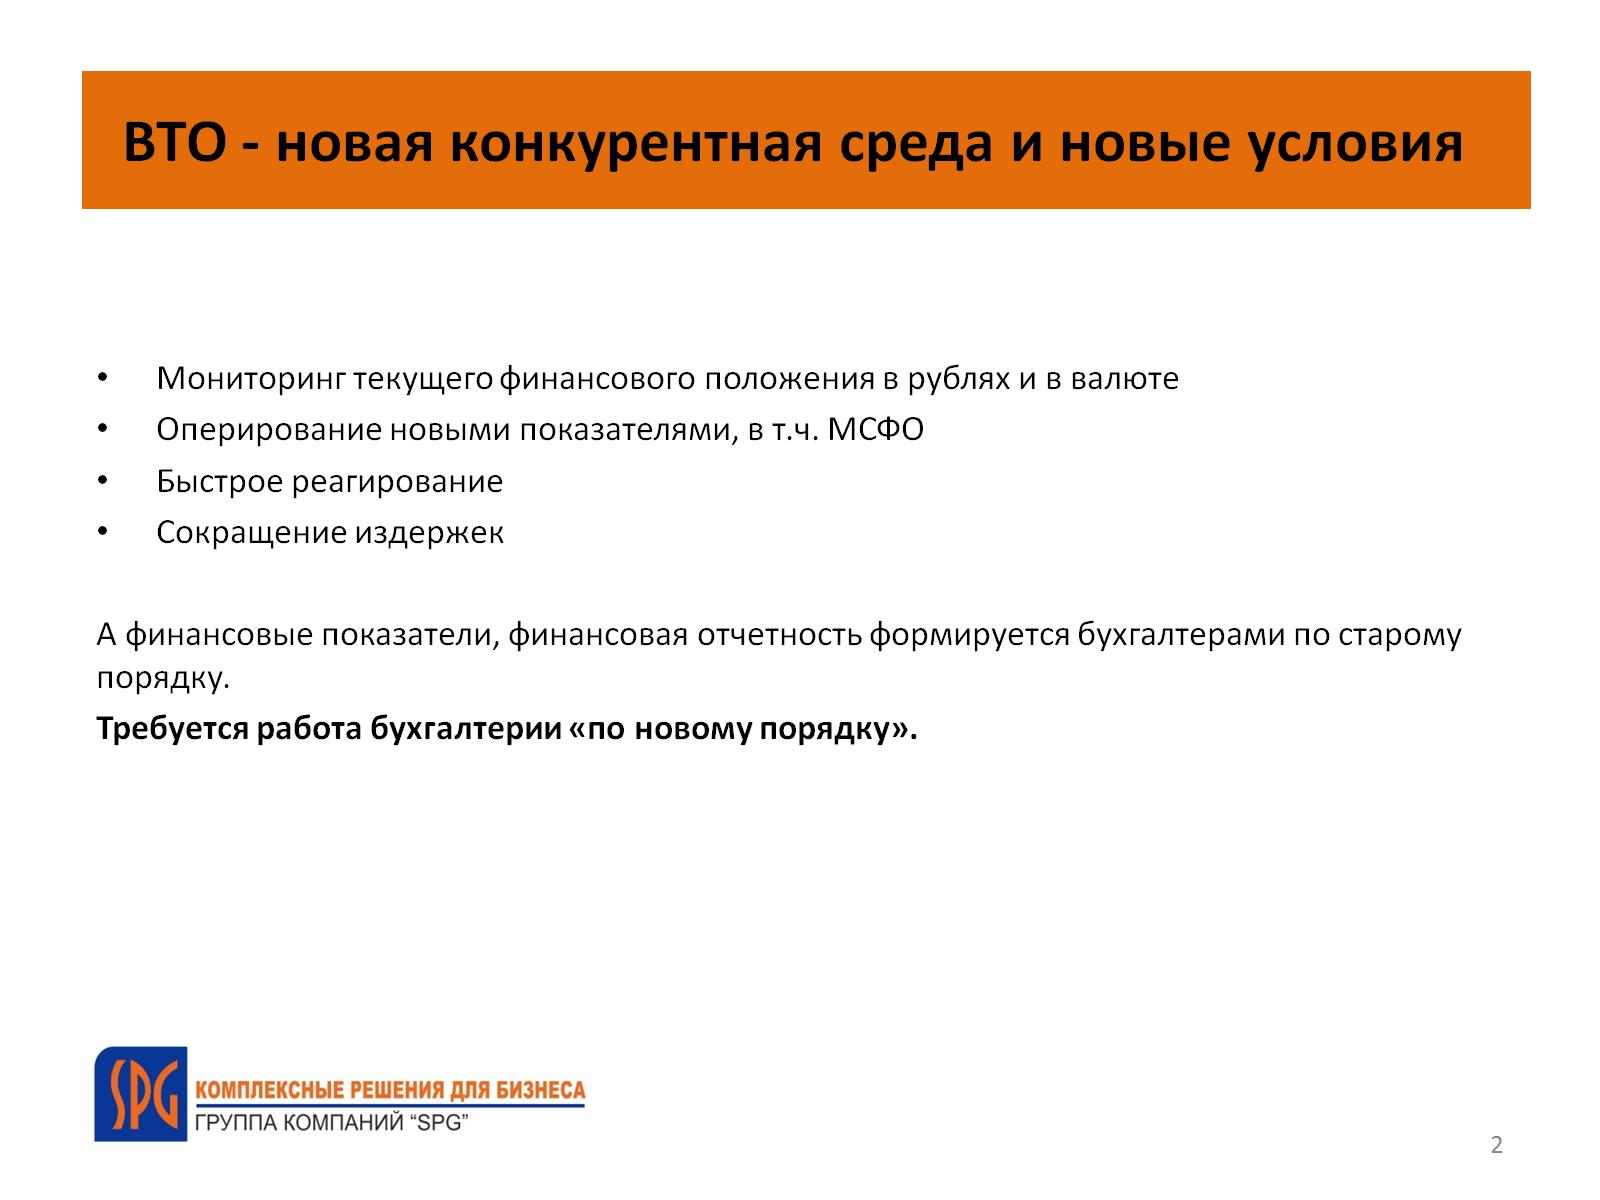 ВТО - новая конкурентная среда и новые условия
• Мониторинг текущего финансового положения в рублях и в валюте
• Оперирование новыми показателями, в т.ч. МСФО
• Быстрое реагирование
• Сокращение издержек
А финансовые показатели, финансовая отчетность формируется бухгалтерами по старому
порядку.
Требуется работа бухгалтерии «по новому порядку».
SPG
КОМПЛЕКСНЫЕ РЕШЕНИЯ ДЛЯ БИЗНЕСА
ГРУППА КОМПАНИЙ “SPG”
2